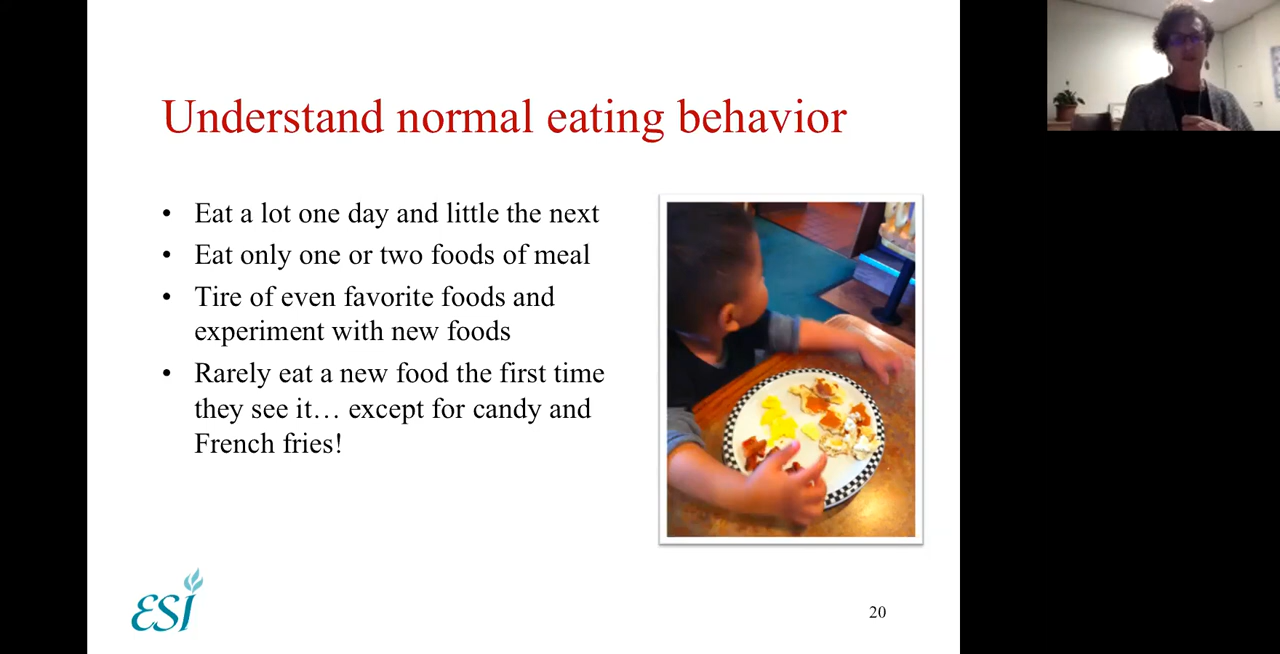 Understand normal eating behavior
• Eat a lot one day and little the next
• Eat only one or two foods of meal
• Tire of even favorite foods and
experiment with new foods
• Rarely eat a new food the first time
they see it… except for candy and
French fries!
ESI
20